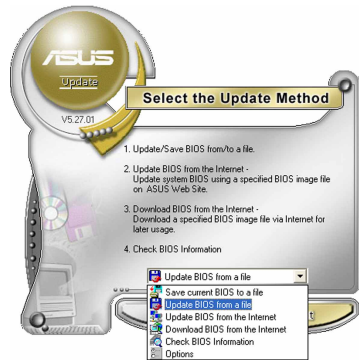 ASUS
Update
V5.27.01
Select the Update Method
1. Update/Save BIOS from/to a file.
2. Update BIOS from the Internet -
Update system BIOS using a specified BIOS image file
on ASUS Web Site.
3. Download BIOS from the Internet -
Download a specified BIOS image file via Internet for
later usage.
4. Check BIOS Information
Update BIOS from a file
Save current BIOS to a file
Update BIOS from a file
Update BIOS from the Internet
Download BIOS from the Internet
Check BIOS Information
Options